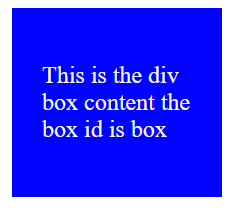 This is the div
box content the
box id is box